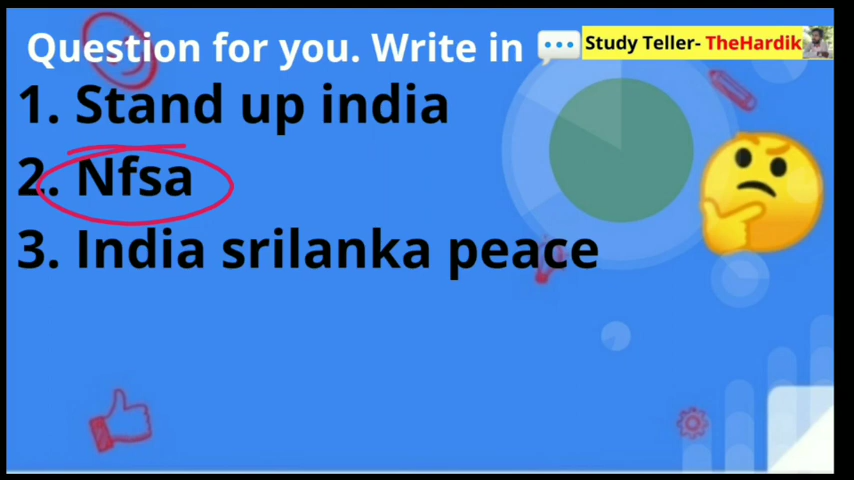 Question for you. Write in 💬 Study Teller- TheHardik
1. Stand up india
2. Nfsa
3. India srilanka peace